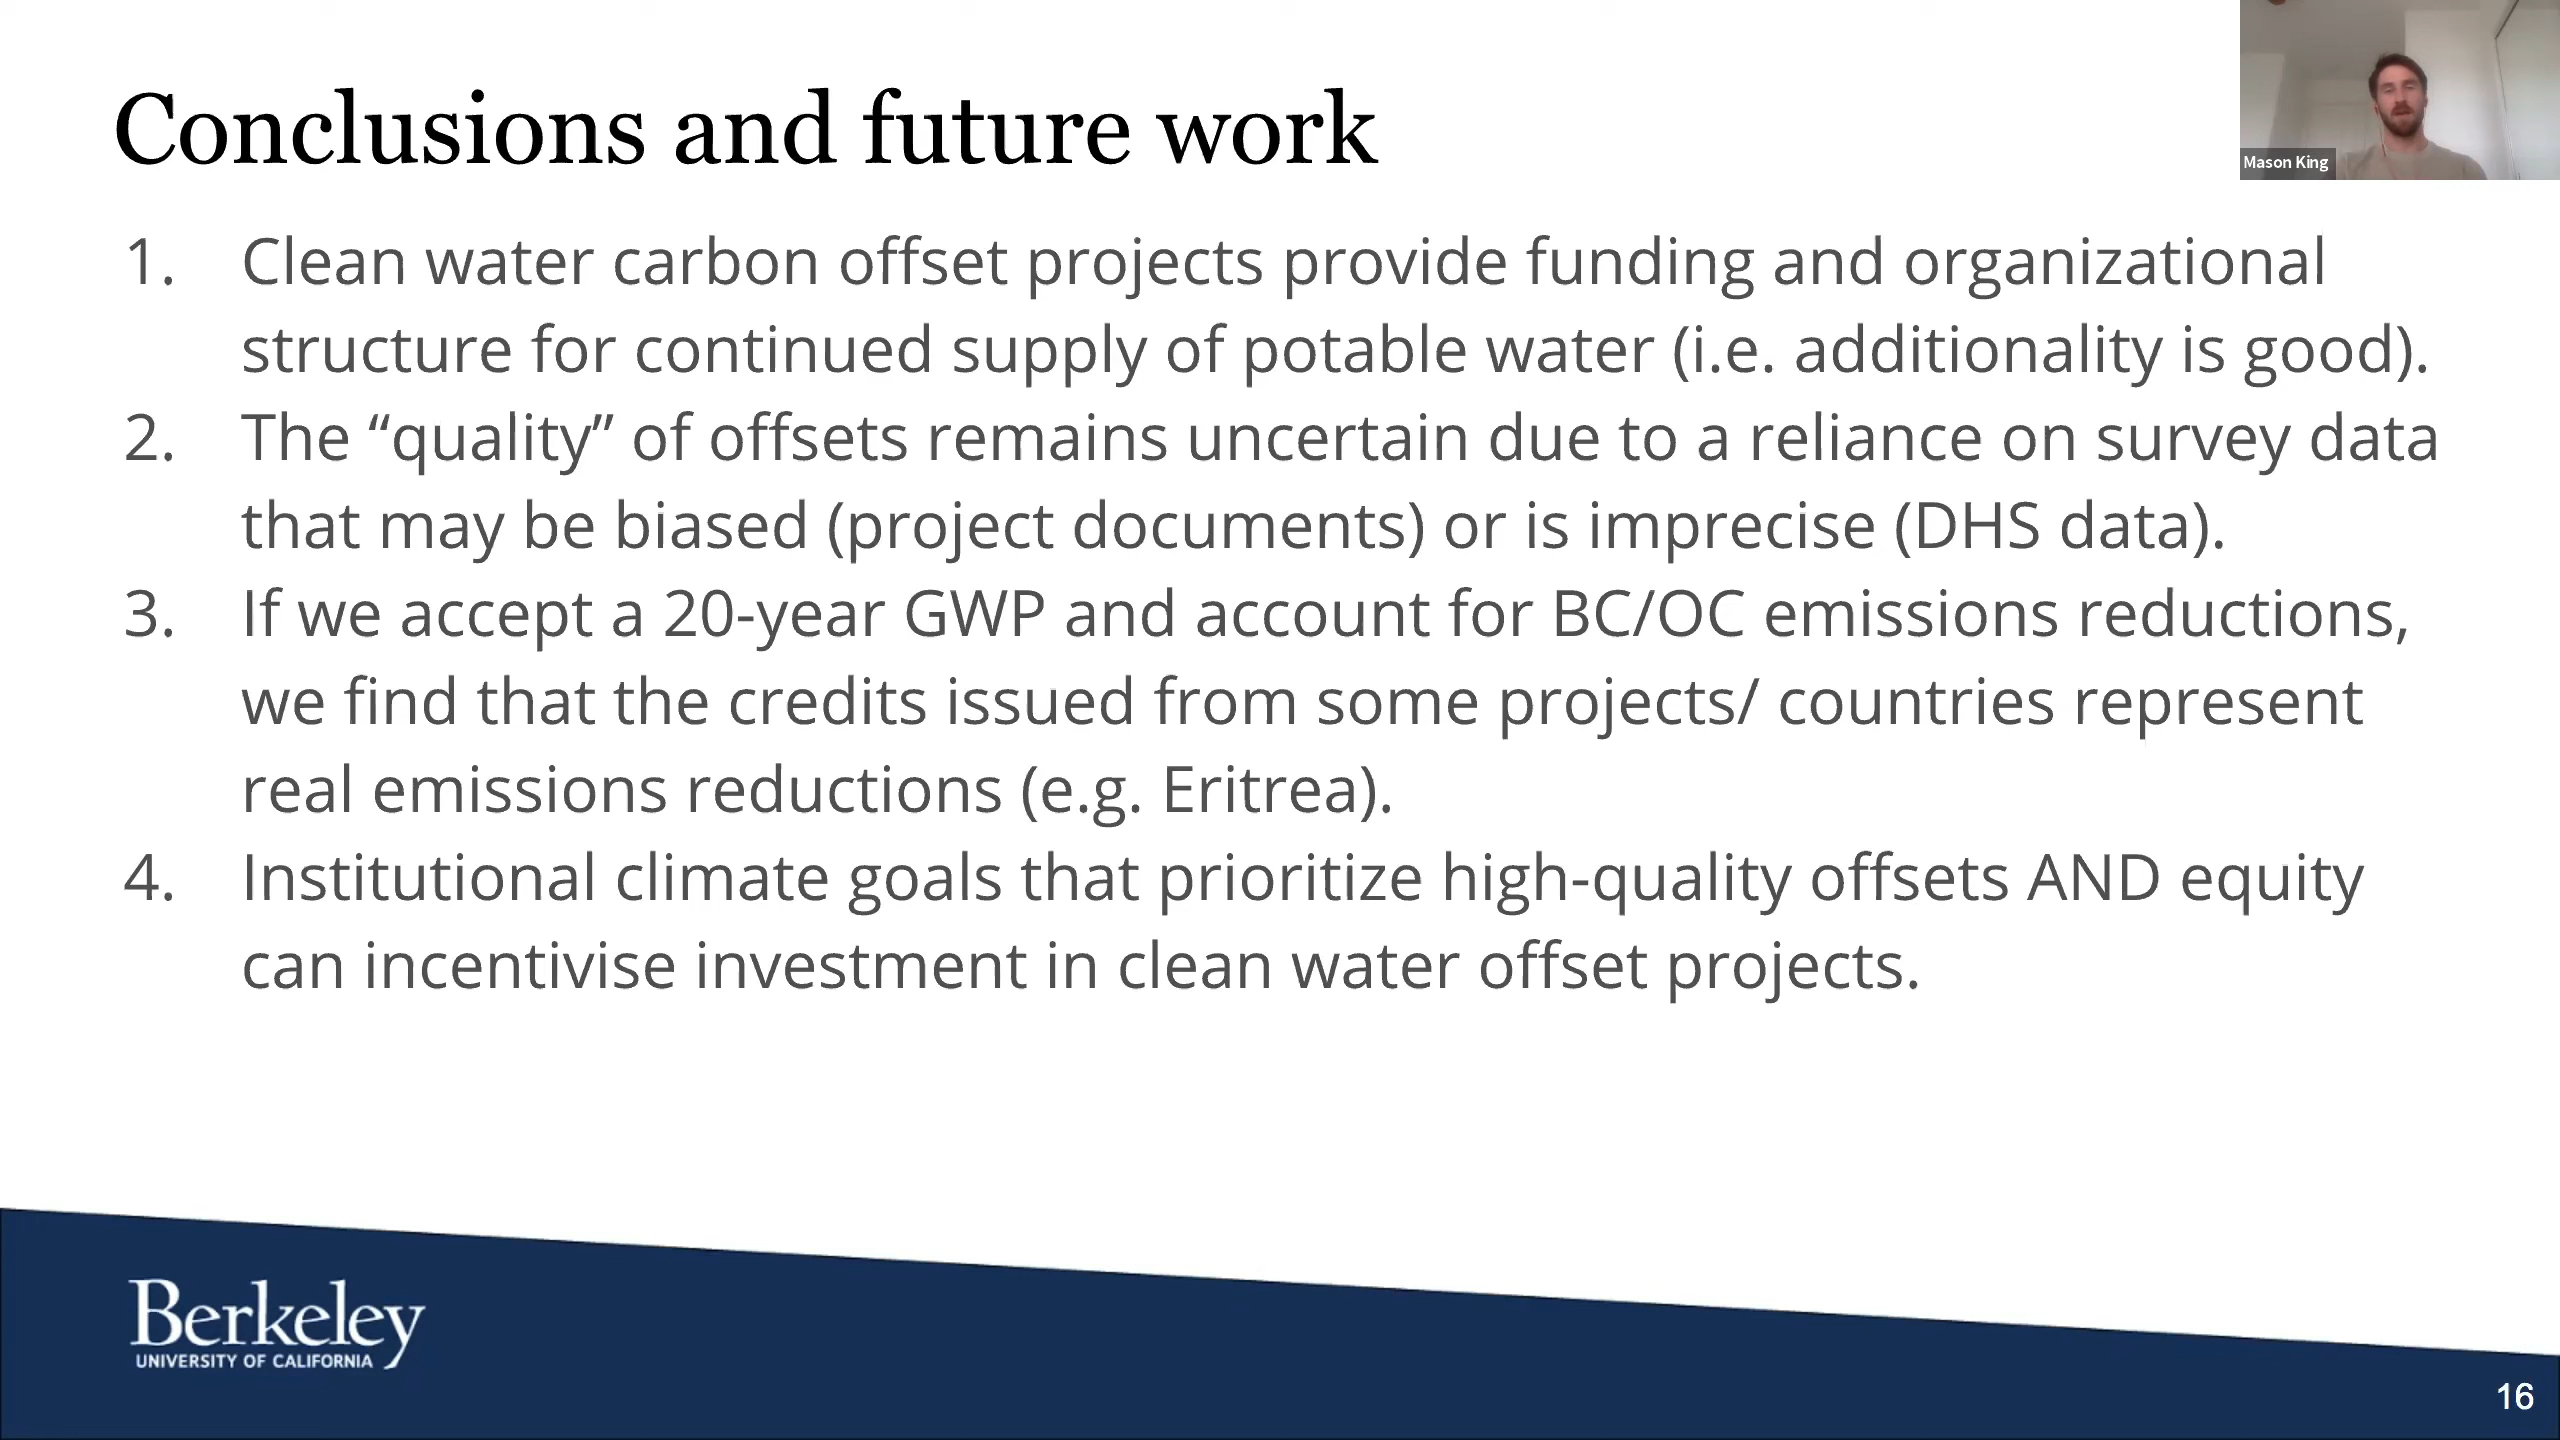 Conclusions and future work
Mason King
1. Clean water carbon offset projects provide funding and organizational
structure for continued supply of potable water (i.e. additionality is good).
2. The “quality” of offsets remains uncertain due to a reliance on survey data
that may be biased (project documents) or is imprecise (DHS data).
3. If we accept a 20-year GWP and account for BC/OC emissions reductions,
we find that the credits issued from some projects/ countries represent
real emissions reductions (e.g. Eritrea).
4. Institutional climate goals that prioritize high-quality offsets AND equity
can incentivise investment in clean water offset projects.
Berkeley
UNIVERSITY OF CALIFORNIA
16